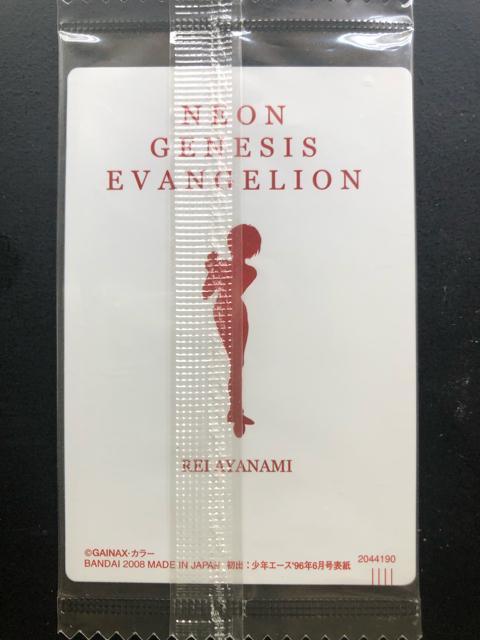 NEON
GENESIS
EVANGELION
REI AYANAMI
©GAINAX·カラー
BANDAI 2008 MADE IN JAPAN 初出：少年エース'96年6月号表紙
2044190